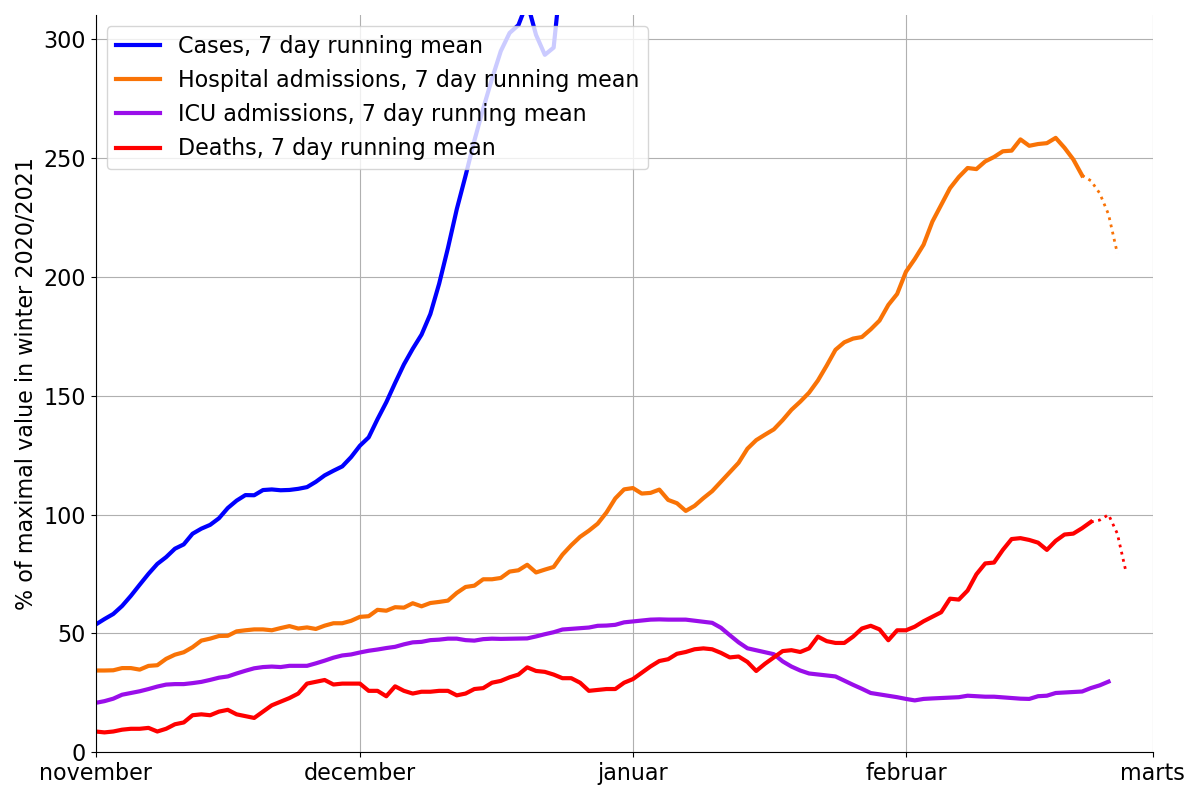 Cases, 7 day running mean
Hospital admissions, 7 day running mean
ICU admissions, 7 day running mean
Deaths, 7 day running mean
% of maximal value in winter 2020/2021
300
250
200
150
100
50
0
november december januar februar marts